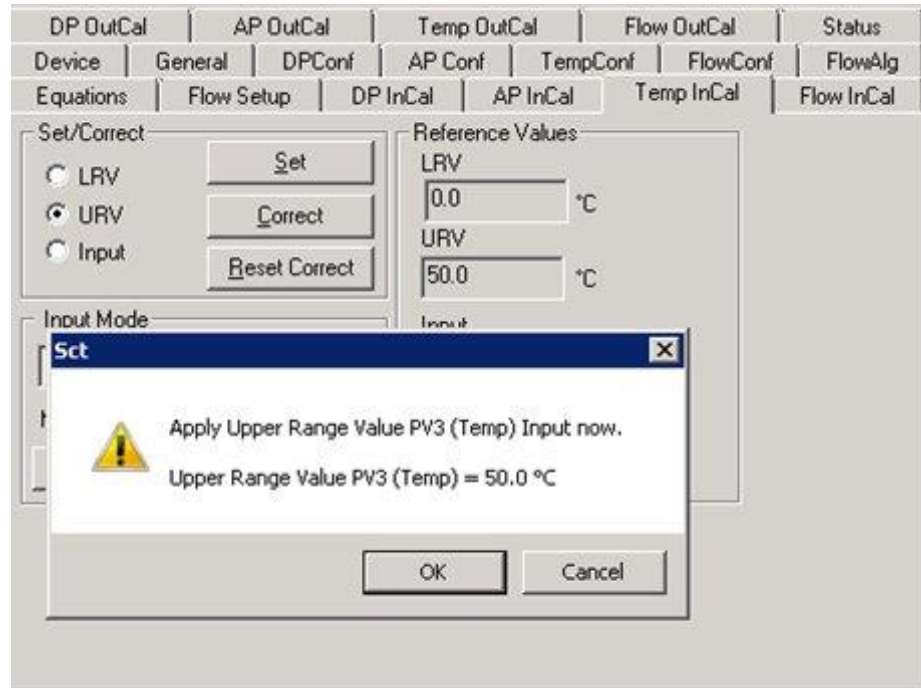 DP OutCal AP OutCal Temp OutCal Flow OutCal Status
Device General DPConf AP Conf TempConf FlowConf FlowAlg
Equations Flow Setup DP InCal AP InCal Temp InCal Flow InCal
Set/Correct
LRV
URV
Input
Set
Correct
Reset Correct
Reference Values
LRV
0.0 °C
URV
50.0 °C
Input
Input Mode
Sct
Apply Upper Range Value PV3 (Temp) Input now.
Upper Range Value PV3 (Temp) = 50.0 °C
OK Cancel